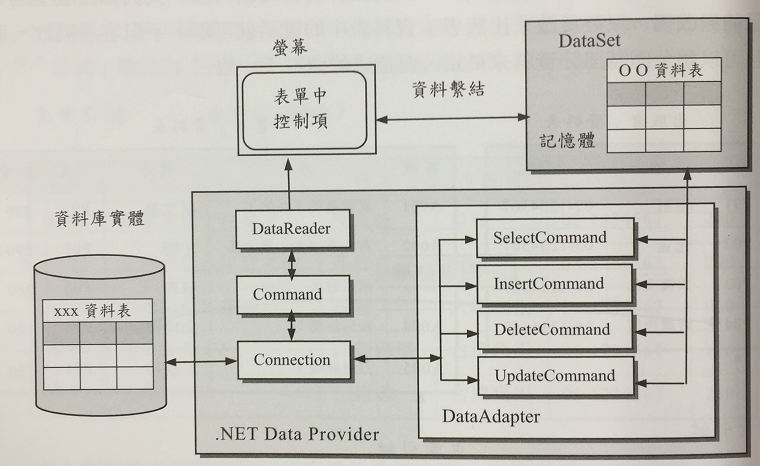 螢幕
表單中
控制項
資料繫結
DataSet
OO 資料表
記憶體
資料庫實體
xxx 資料表
DataReader
Command
Connection
SelectCommand
InsertCommand
DeleteCommand
UpdateCommand
DataAdapter
.NET Data Provider